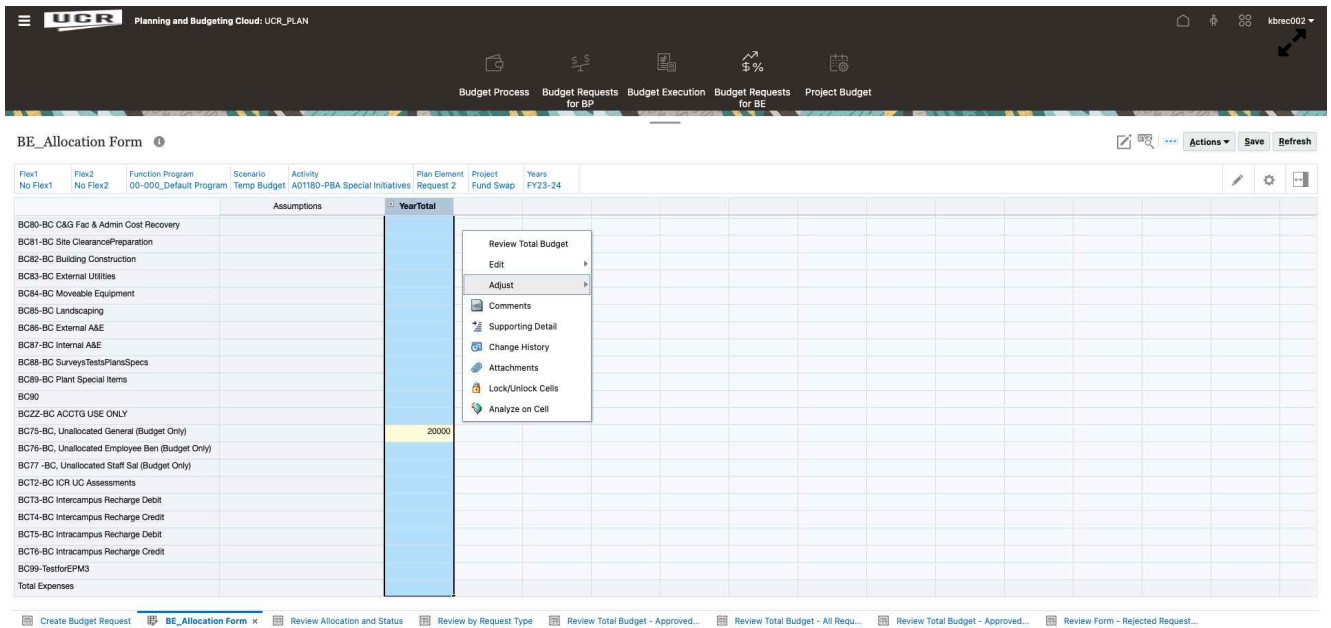 UCR Planning and Budgeting Cloud: UCR_PLAN kbrec002
Budget Process Budget Requests for BP Budget Execution Budget Requests for BE Project Budget
BE_Allocation Form
Actions Save Refresh
Flex1 Flex2 Function Program Scenario Activity Plan Element Project Years
No Flex1 No Flex2 00-000_Default Program Temp Budget A01180-PBA Special Initiatives Request 2 Fund Swap FY23-24
Assumptions YearTotal
BC80-BC C&G Fac & Admin Cost Recovery
BC81-BC Site ClearancePreparation
BC82-BC Building Construction
BC83-BC External Utilities
BC84-BC Moveable Equipment
BC85-BC Landscaping
BC86-BC External A&E
BC87-BC Internal A&E
BC88-BC SurveysTestsPlansSpecs
BC89-BC Plant Special Items
BC90
BCZZ-BC ACCTG USE ONLY
BC75-BC, Unallocated General (Budget Only) 20000
BC76-BC, Unallocated Employee Ben (Budget Only)
BC77 -BC, Unallocated Staff Sal (Budget Only)
BCT2-BC ICR UC Assessments
BCT3-BC Intercampus Recharge Debit
BCT4-BC Intercampus Recharge Credit
BCT5-BC Intracampus Recharge Debit
BCT6-BC Intracampus Recharge Credit
BC99-TestforEPM3
Total Expenses
Review Total Budget
Edit
Adjust
Comments
Supporting Detail
Change History
Attachments
Lock/Unlock Cells
Analyze on Cell
Create Budget Request BE_Allocation Form × Review Allocation and Status Review by Request Type Review Total Budget - Approved... Review Total Budget - All Requ... Review Total Budget - Approved... Review Form - Rejected Request...